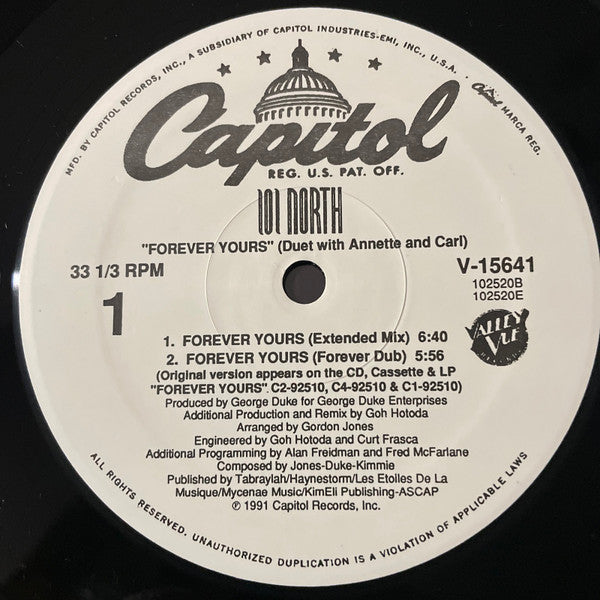 MFD. BY CAPITOL RECORDS, INC., A SUBSIDIARY OF CAPITOL INDUSTRIES-EMI, INC., U.S.A. · Capitol MARCA REG.
Capitol
REG. U.S. PAT. OFF.
101 NORTH
"FOREVER YOURS" (Duet with Annette and Carl)
33 1/3 RPM
V-15641
1
102520B
102520E
VALLEY
VUE
RECORDS
1. FOREVER YOURS (Extended Mix) 6:40
2. FOREVER YOURS (Forever Dub) 5:56
(Original version appears on the CD, Cassette & LP
"FOREVER YOURS" C2-92510, C4-92510 & C1-92510)
Produced by George Duke for George Duke Enterprises
Additional Production and Remix by Goh Hotoda
Arranged by Gordon Jones
Engineered by Goh Hotoda and Curt Frasca
Additional Programming by Alan Freidman and Fred McFarlane
Composed by Jones-Duke-Kimmie
Published by Tabraylah/Haynestorm/Les Etolles De La
Musique/Mycenae Music/KimEli Publishing-ASCAP
℗ 1991 Capitol Records, Inc.
ALL RIGHTS RESERVED. UNAUTHORIZED DUPLICATION IS A VIOLATION OF APPLICABLE LAWS